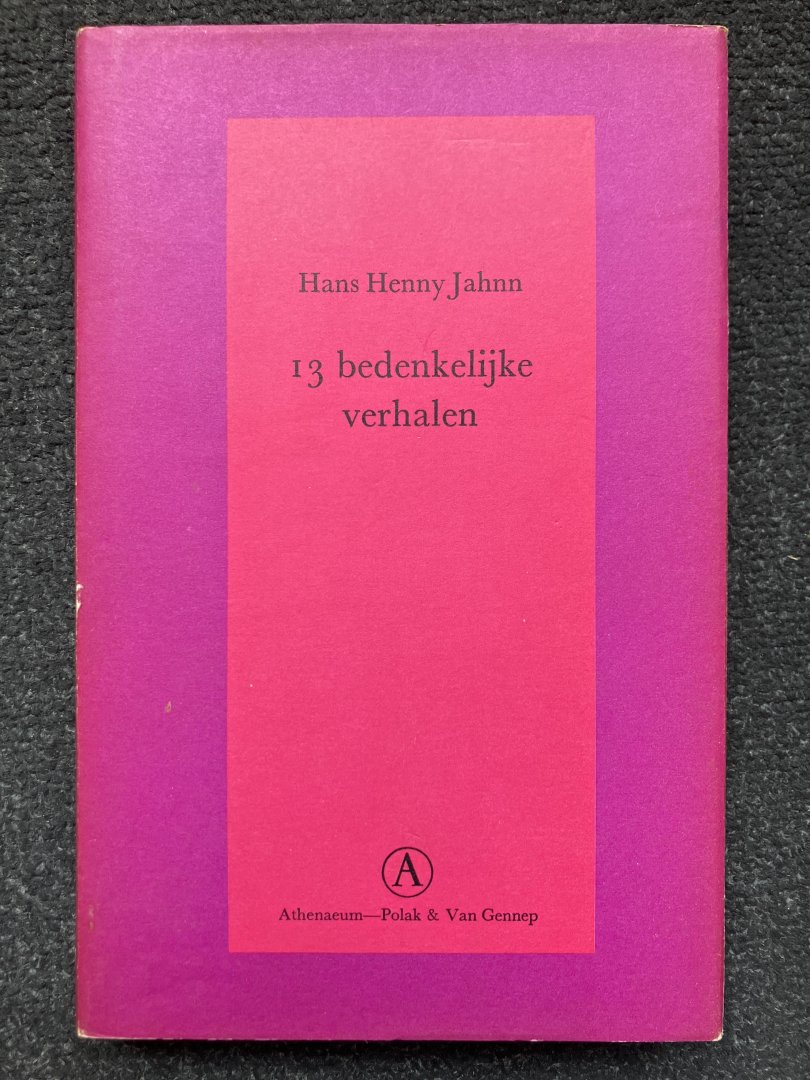 Hans Henny Jahnn
13 bedenkelijke
verhalen
A
Athenaeum—Polak & Van Gennep